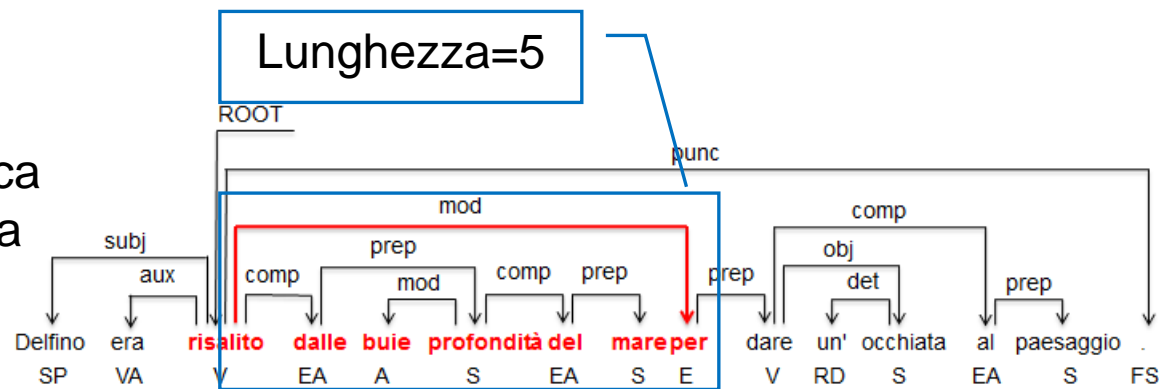 Lunghezza=5
ROOT
ca
punc
mod
a
comp
subj
prep
obj
aux
comp
mod
comp
prep
prep
det
prep
Delfino era risalito dalle buie profondità del mare per dare un' occhiata al paesaggio .
SP VA V EA A S EA S E V RD S EA S FS